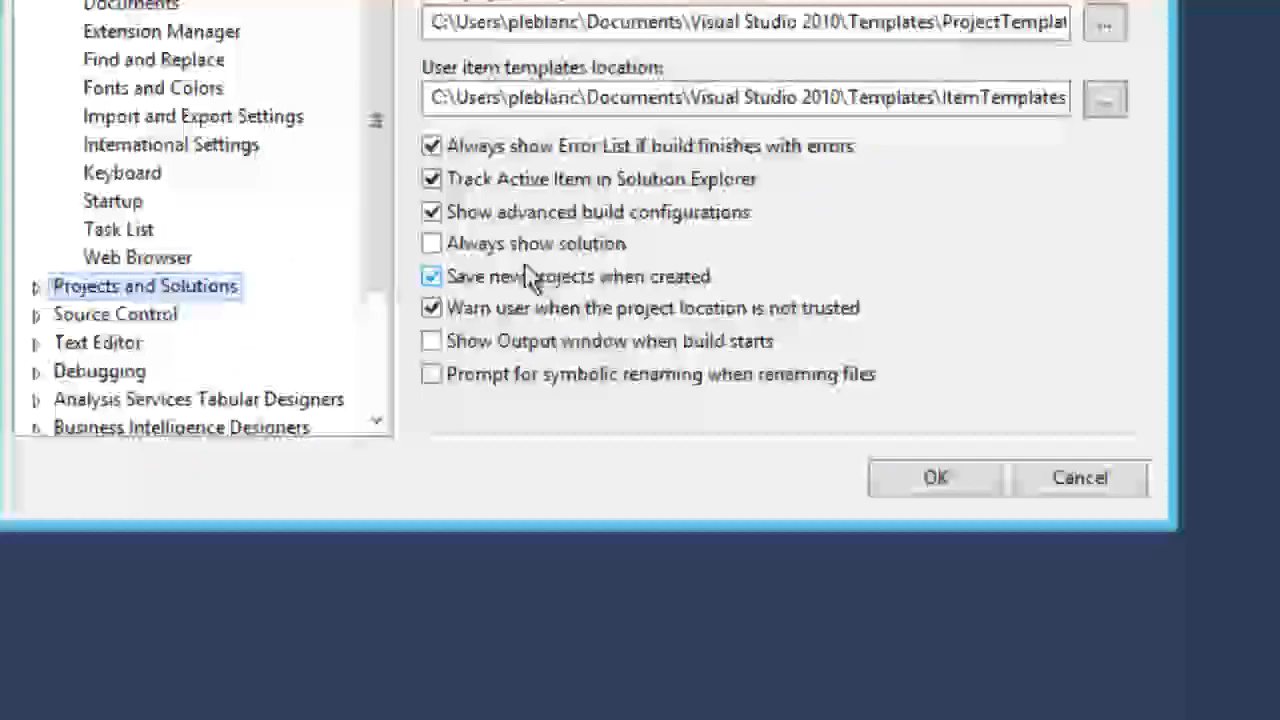 Documents
Extension Manager
Find and Replace
Fonts and Colors
Import and Export Settings
International Settings
Keyboard
Startup
Task List
Web Browser
Projects and Solutions
Source Control
Text Editor
Debugging
Analysis Services Tabular Designers
Business Intelligence Designers
C:\Users\pleblanc\Documents\Visual Studio 2010\Templates\ProjectTemplat
...
User item templates location:
C:\Users\pleblanc\Documents\Visual Studio 2010\Templates\ItemTemplates
...
Always show Error List if build finishes with errors
Track Active Item in Solution Explorer
Show advanced build configurations
Always show solution
Save new projects when created
Warn user when the project location is not trusted
Show Output window when build starts
Prompt for symbolic renaming when renaming files
OK
Cancel